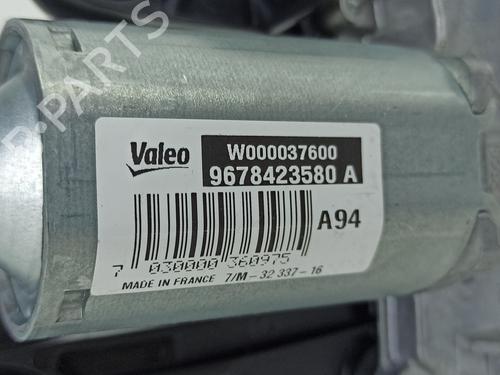 Valeo
W000037600
9678423580 A
A94
7 030000 360975
MADE IN FRANCE 7/M-32 337-16
B-PARTS